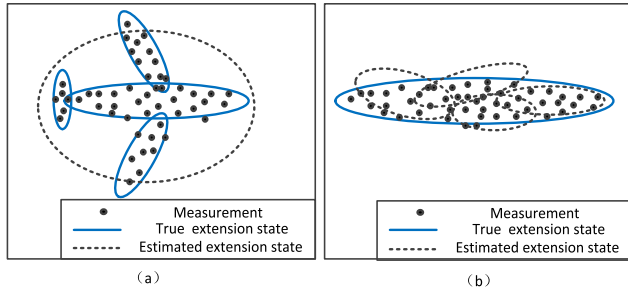 Measurement
True extension state
Estimated extension state
(a)
Measurement
True extension state
Estimated extension state
(b)